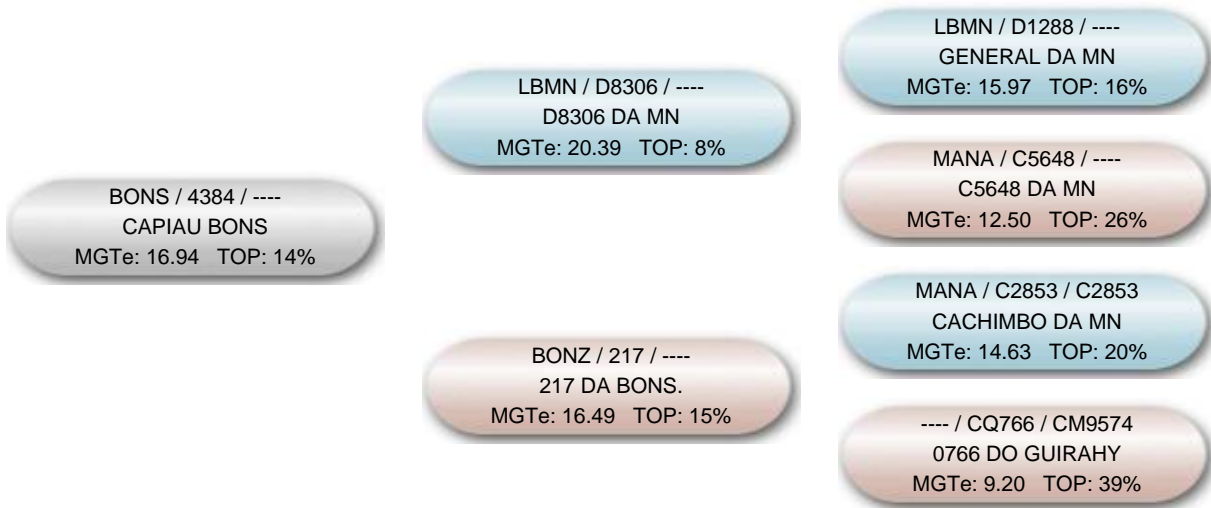 BONS / 4384 / ----
CAPIAU BONS
MGTe: 16.94 TOP: 14%
LBMN / D8306 / ----
D8306 DA MN
MGTe: 20.39 TOP: 8%
BONZ / 217 / ----
217 DA BONS.
MGTe: 16.49 TOP: 15%
LBMN / D1288 / ----
GENERAL DA MN
MGTe: 15.97 TOP: 16%
MANA / C5648 / ----
C5648 DA MN
MGTe: 12.50 TOP: 26%
MANA / C2853 / C2853
CACHIMBO DA MN
MGTe: 14.63 TOP: 20%
---- / CQ766 / CM9574
0766 DO GUIRAHY
MGTe: 9.20 TOP: 39%